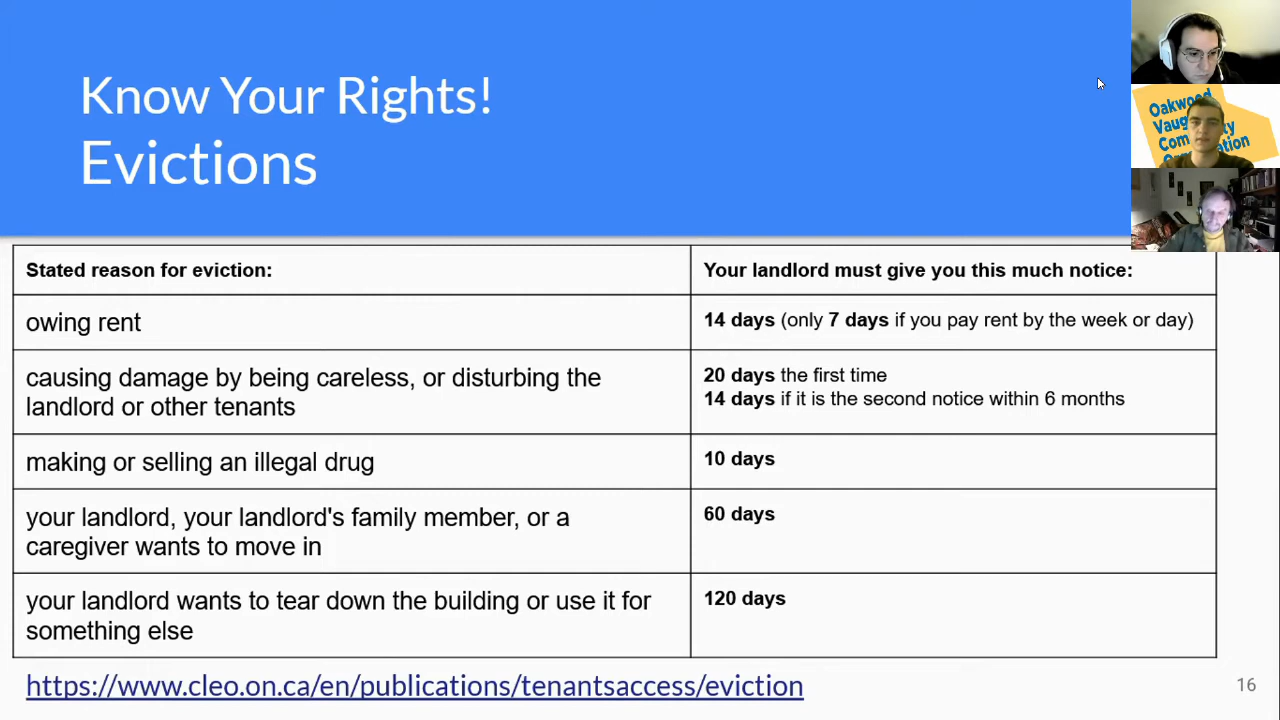 Know Your Rights!
Evictions
Oakwood
Vaug
Com ity
ation
Stated reason for eviction:
Your landlord must give you this much notice:
owing rent
14 days (only 7 days if you pay rent by the week or day)
causing damage by being careless, or disturbing the
landlord or other tenants
20 days the first time
14 days if it is the second notice within 6 months
making or selling an illegal drug
10 days
your landlord, your landlord's family member, or a
caregiver wants to move in
60 days
your landlord wants to tear down the building or use it for
something else
120 days
https://www.cleo.on.ca/en/publications/tenantsaccess/eviction
16